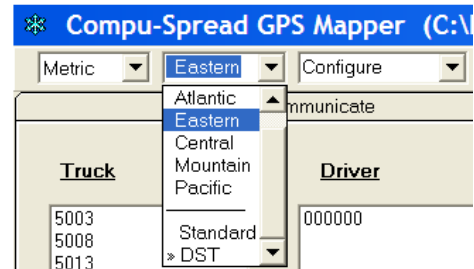 Compu-Spread GPS Mapper (C:\
Metric Eastern Configure
Atlantic
Eastern
Central
Mountain
Pacific
Standard
» DST
mmunicate
Truck
Driver
5003
5008
5013
000000